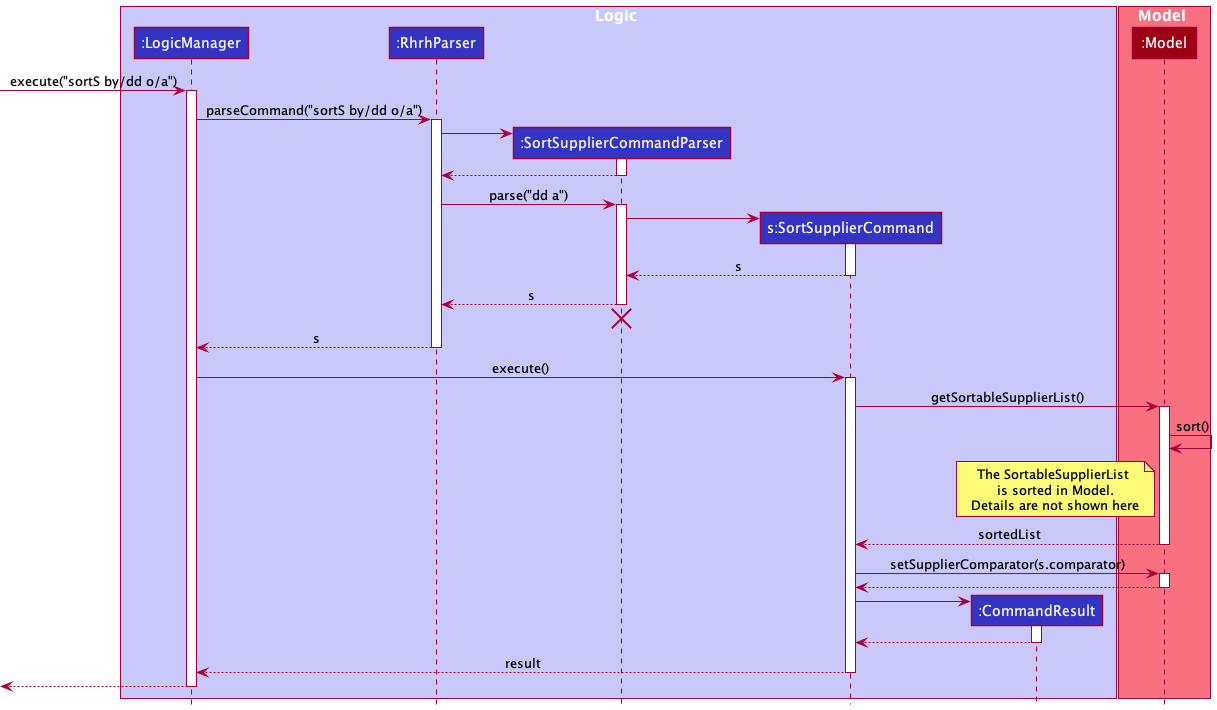 Logic
Model
:LogicManager
:RhrhParser
:Model
execute("sortS by/dd o/a")
parseCommand("sortS by/dd o/a")
:SortSupplierCommandParser
parse("dd a")
s:SortSupplierCommand
s
s
s
execute()
getSortableSupplierList()
sort()
The SortableSupplierList
is sorted in Model.
Details are not shown here
sortedList
setSupplierComparator(s.comparator)
:CommandResult
result